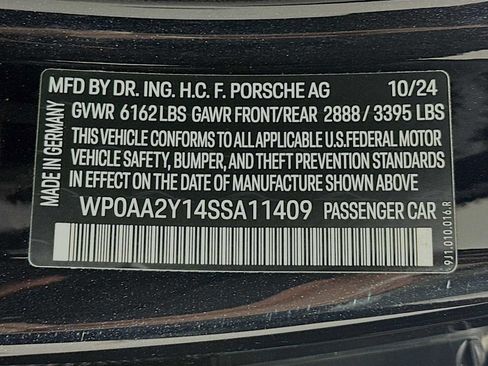 MFD BY DR. ING. H.C. F. PORSCHE AG 10/24
GVWR 6162 LBS GAWR FRONT/REAR 2888 / 3395 LBS
THIS VEHICLE CONFORMS TO ALL APPLICABLE U.S.FEDERAL MOTOR
VEHICLE SAFETY, BUMPER, AND THEFT PREVENTION STANDARDS
IN EFFECT ON THE DATE OF MANUFACTURE SHOWN ABOVE
WP0AA2Y14SSA11409 PASSENGER CAR
MADE IN GERMANY
9J1.010.016.R